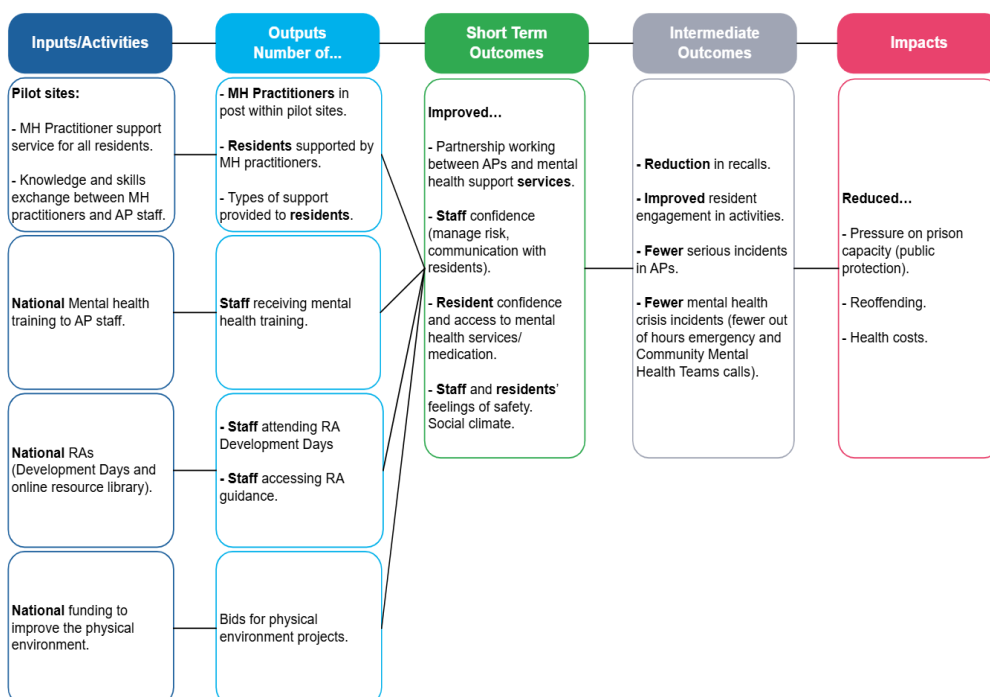 Inputs/Activities
Outputs
Number of...
Short Term
Outcomes
Intermediate
Outcomes
Impacts
Pilot sites:
- MH Practitioner support
service for all residents.
- Knowledge and skills
exchange between MH
practitioners and AP staff.
- MH Practitioners in
post within pilot sites.
- Residents supported by
MH practitioners.
- Types of support
provided to residents.
National Mental health
training to AP staff.
Staff receiving mental
health training.
National RAs
(Development Days and
online resource library).
- Staff attending RA
Development Days
- Staff accessing RA
guidance.
National funding to
improve the physical
environment.
Bids for physical
environment projects.
Improved…
- Partnership working
between APs and mental
health support services.
- Staff confidence
(manage risk,
communication with
residents).
- Resident confidence
and access to mental
health services/
medication.
- Staff and residents’
feelings of safety.
Social climate.
- Reduction in recalls.
- Improved resident
engagement in activities.
- Fewer serious incidents
in APs.
- Fewer mental health
crisis incidents (fewer out
of hours emergency and
Community Mental
Health Teams calls).
Reduced…
- Pressure on prison
capacity (public
protection).
- Reoffending.
- Health costs.